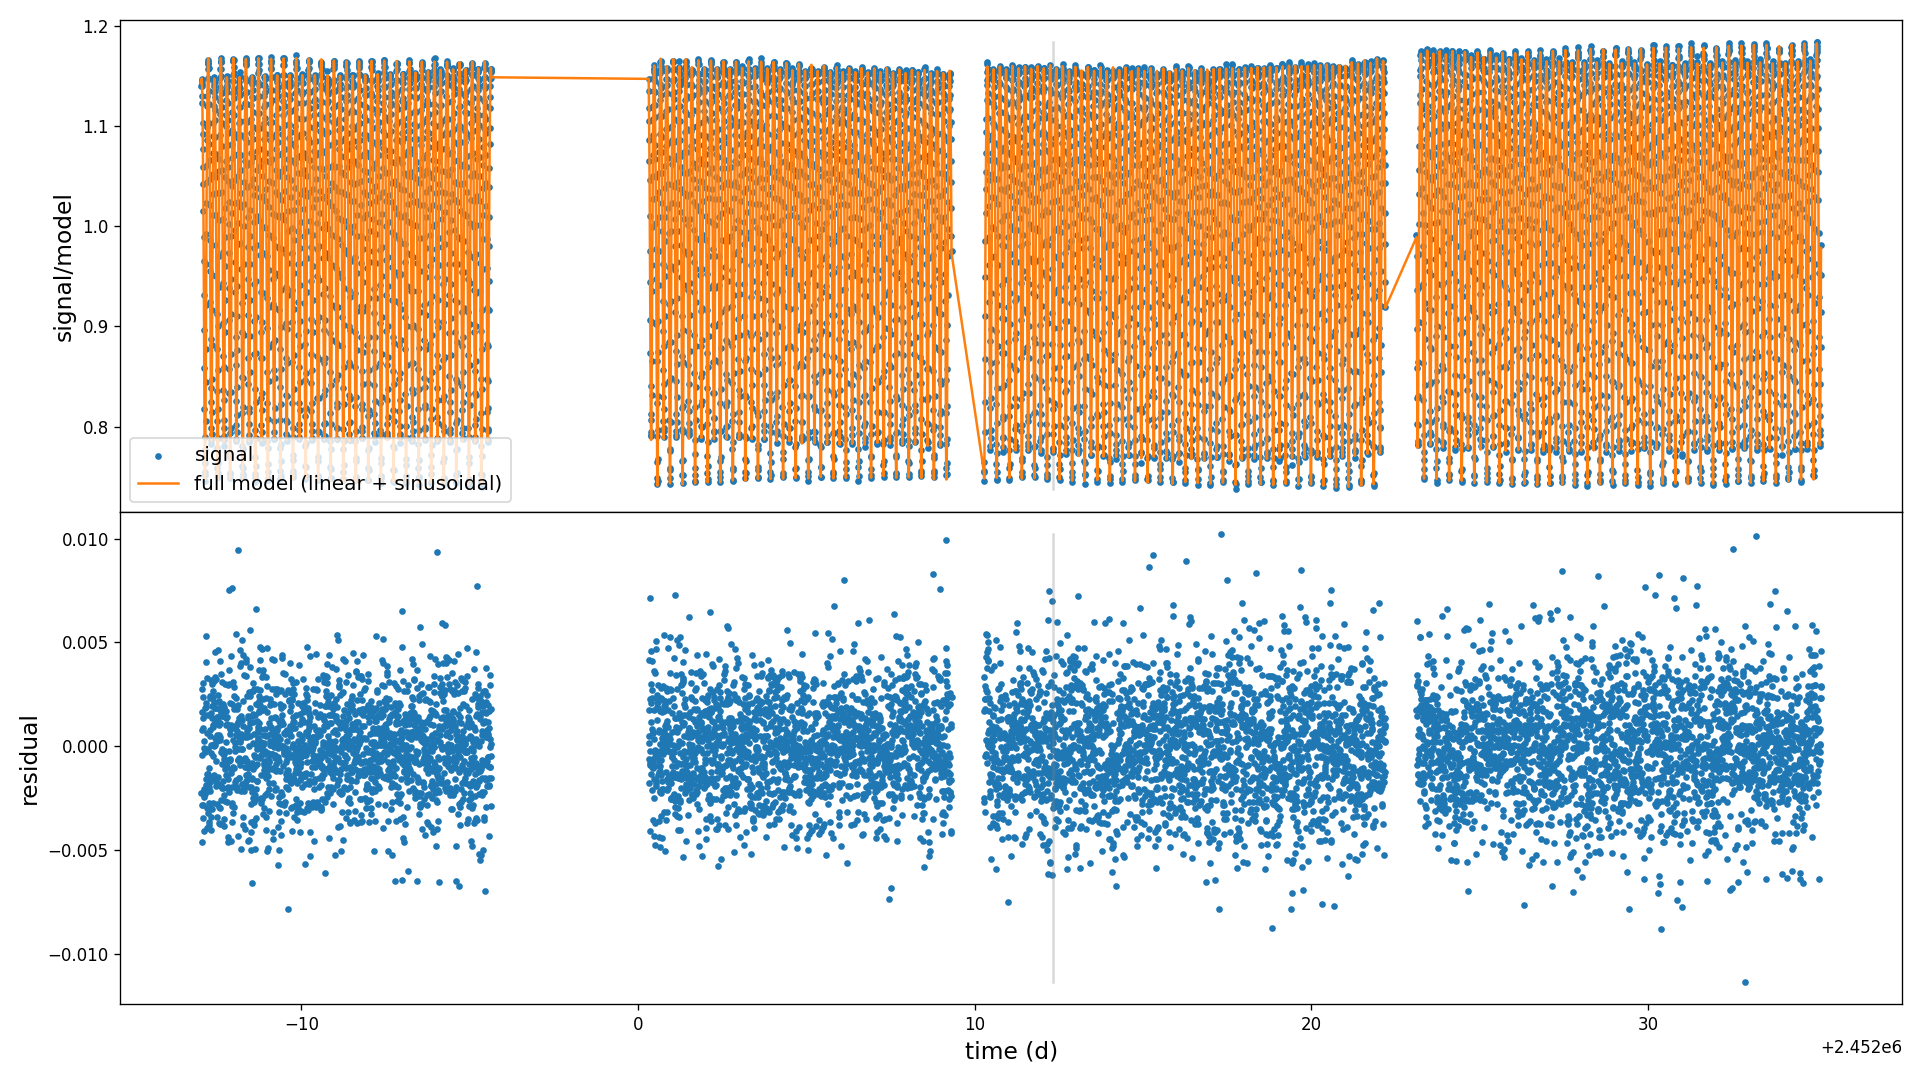 1.2
1.1
1.0
0.9
0.8
signal/model
signal
full model (linear + sinusoidal)
0.010
0.005
0.000
−0.005
−0.010
residual
−10
0
10
20
30
time (d)
+2.452e6